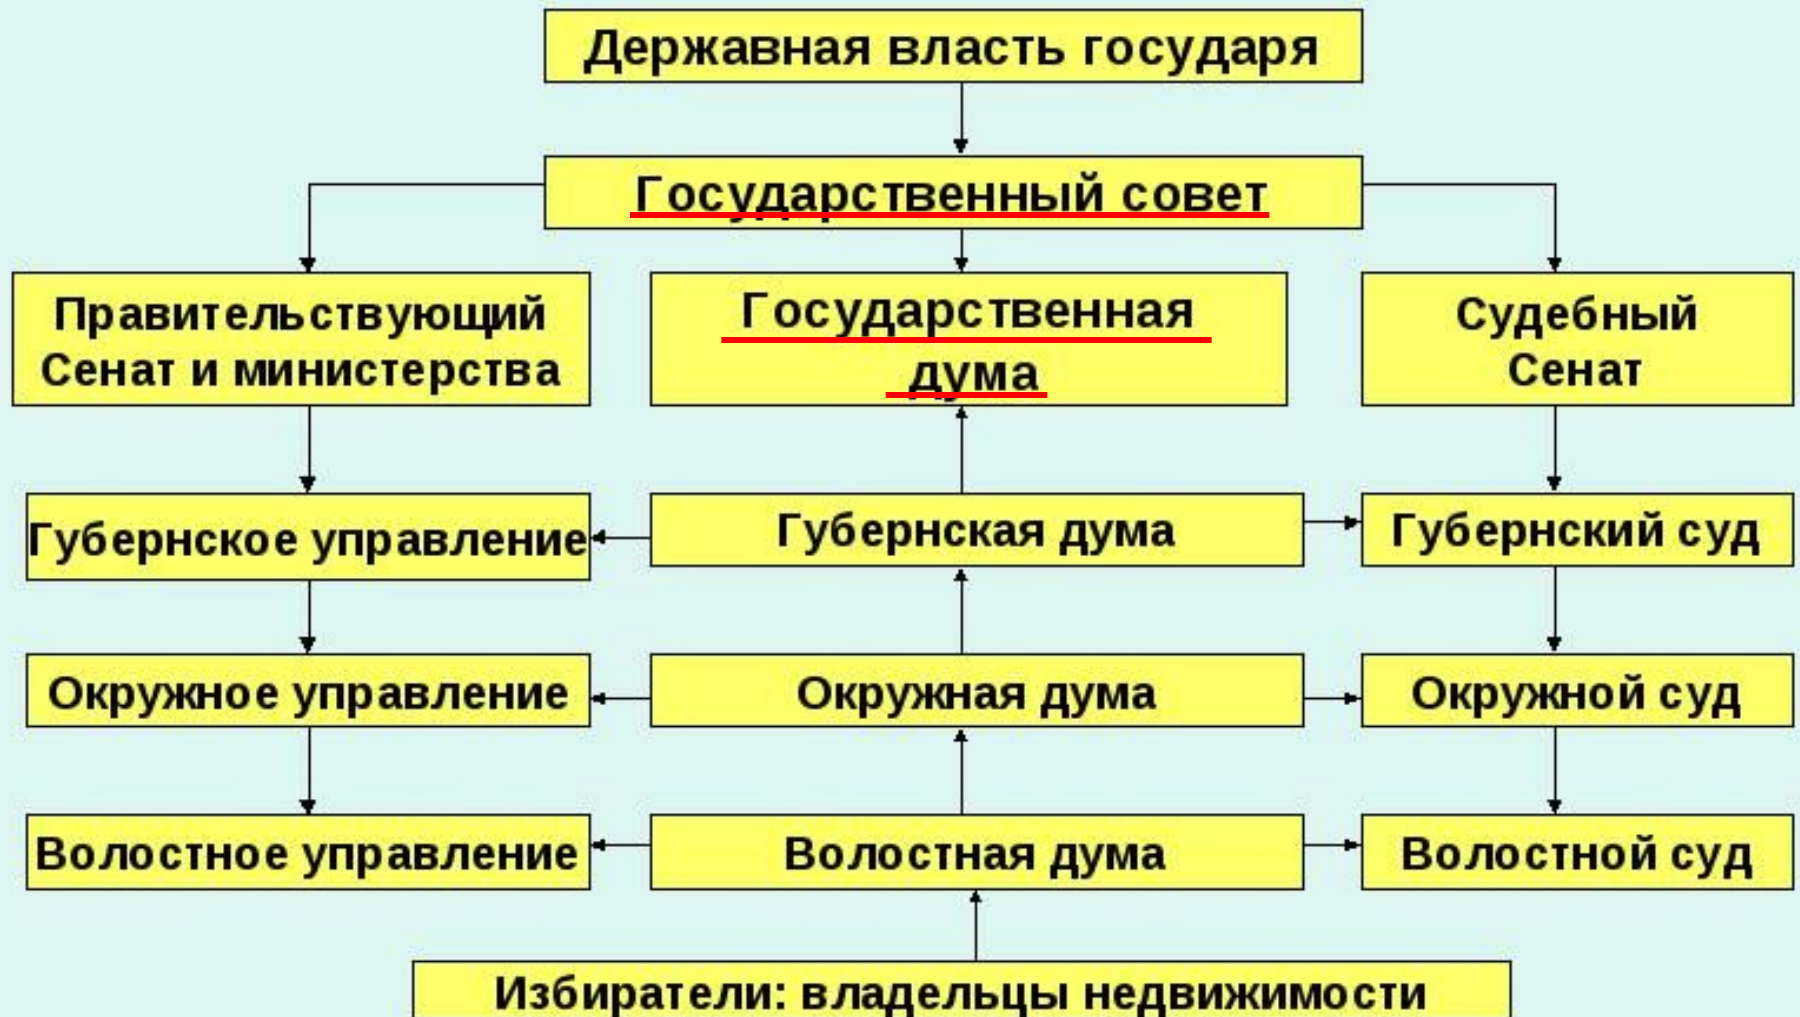 Державная власть государя
Государственный совет
Правительствующий
Сенат и министерства
Государственная
дума
Судебный
Сенат
Губернское управление
Губернская дума
Губернский суд
Окружное управление
Окружная дума
Окружной суд
Волостное управление
Волостная дума
Волостной суд
Избиратели: владельцы недвижимости